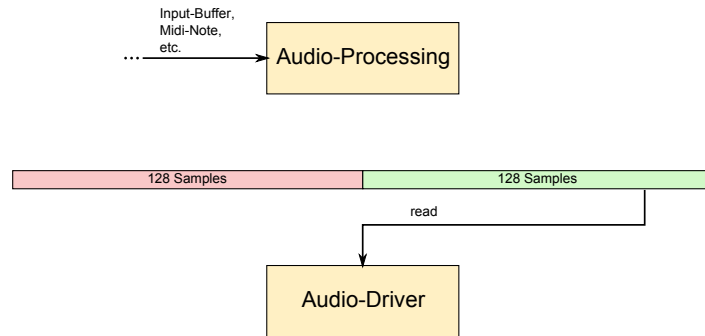 Input-Buffer,
Midi-Note,
etc.
Audio-Processing
128 Samples
128 Samples
read
Audio-Driver